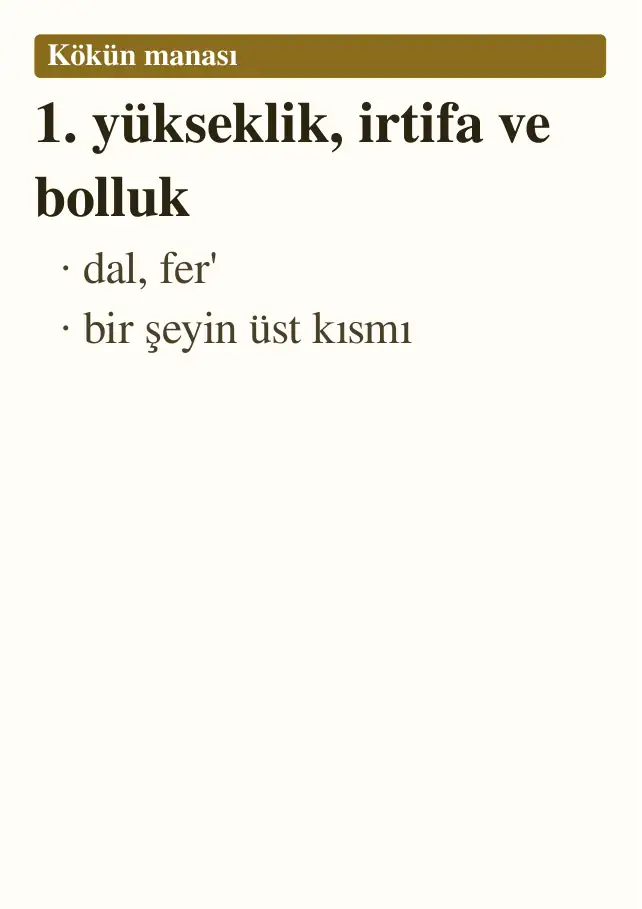 Kökün manası
1. yükseklik, irtifa ve
bolluk
· dal, fer'
· bir şeyin üst kısmı